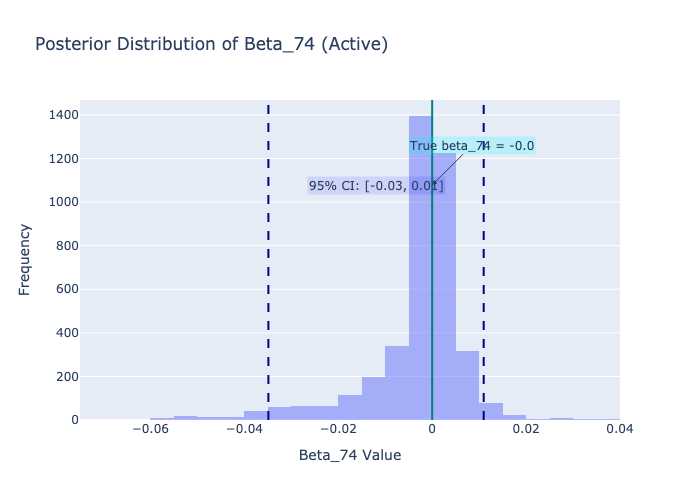 Posterior Distribution of Beta_74 (Active)
1400
1200
1000
800
600
400
200
0
Frequency
True beta_74 = -0.0
95% CI: [-0.03, 0.01]
−0.06
−0.04
−0.02
0
0.02
0.04
Beta_74 Value